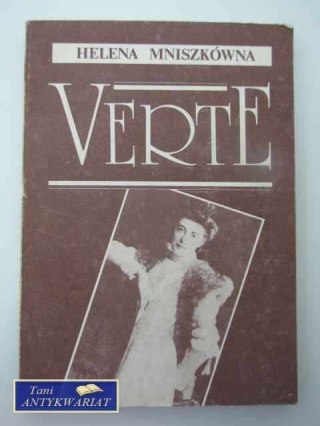 HELENA MNISZKÓWNA
VERTE
Tani
ANTYKWARIAT